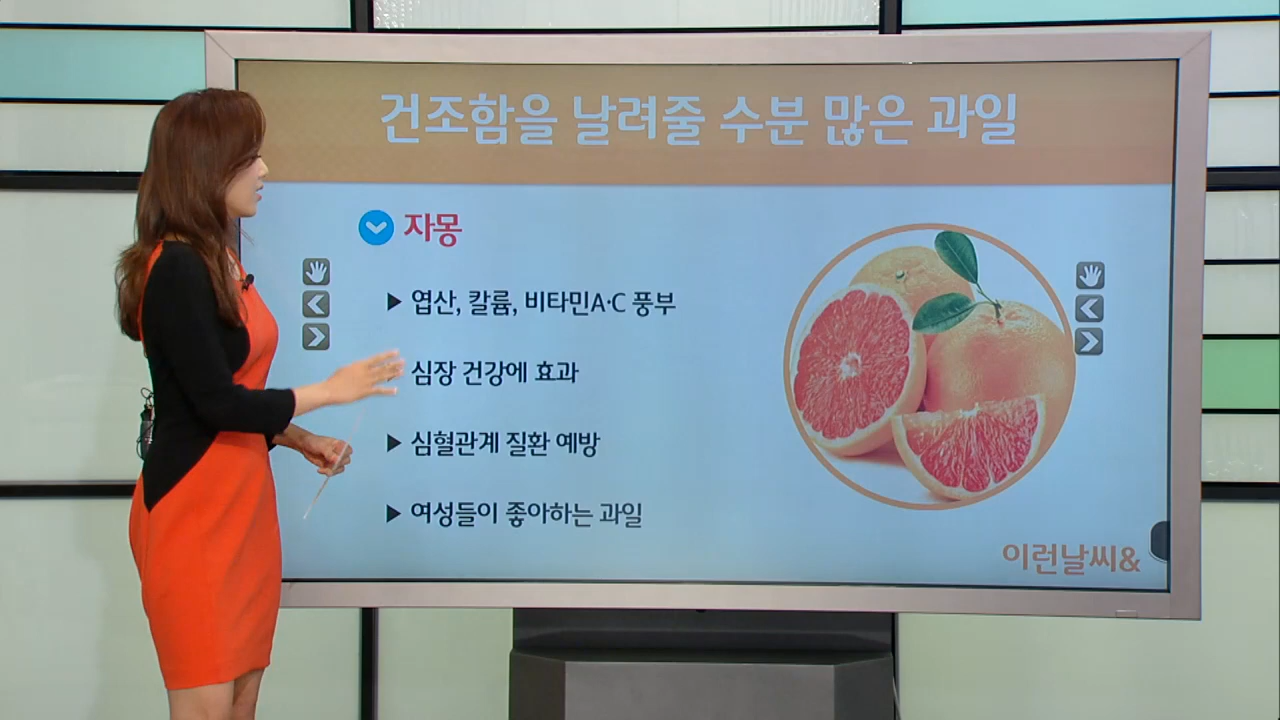 건조함을 날려줄 수분 많은 과일
자몽
▶ 엽산, 칼륨, 비타민A·C 풍부
심장 건강에 효과
▶ 심혈관계 질환 예방
▶ 여성들이 좋아하는 과일
이런날씨&